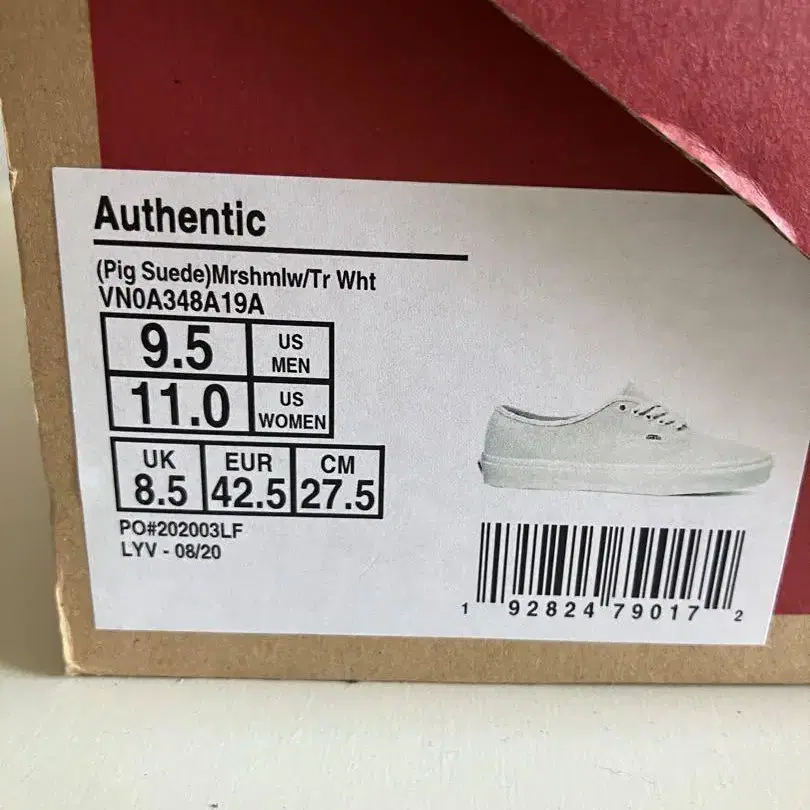 Authentic
(Pig Suede)Mrshmlw/Tr Wht
VN0A348A19A
9.5 US MEN
11.0 US WOMEN
UK EUR CM
8.5 42.5 27.5
PO#202003LF
LYV - 08/20
1 92824 79017 2